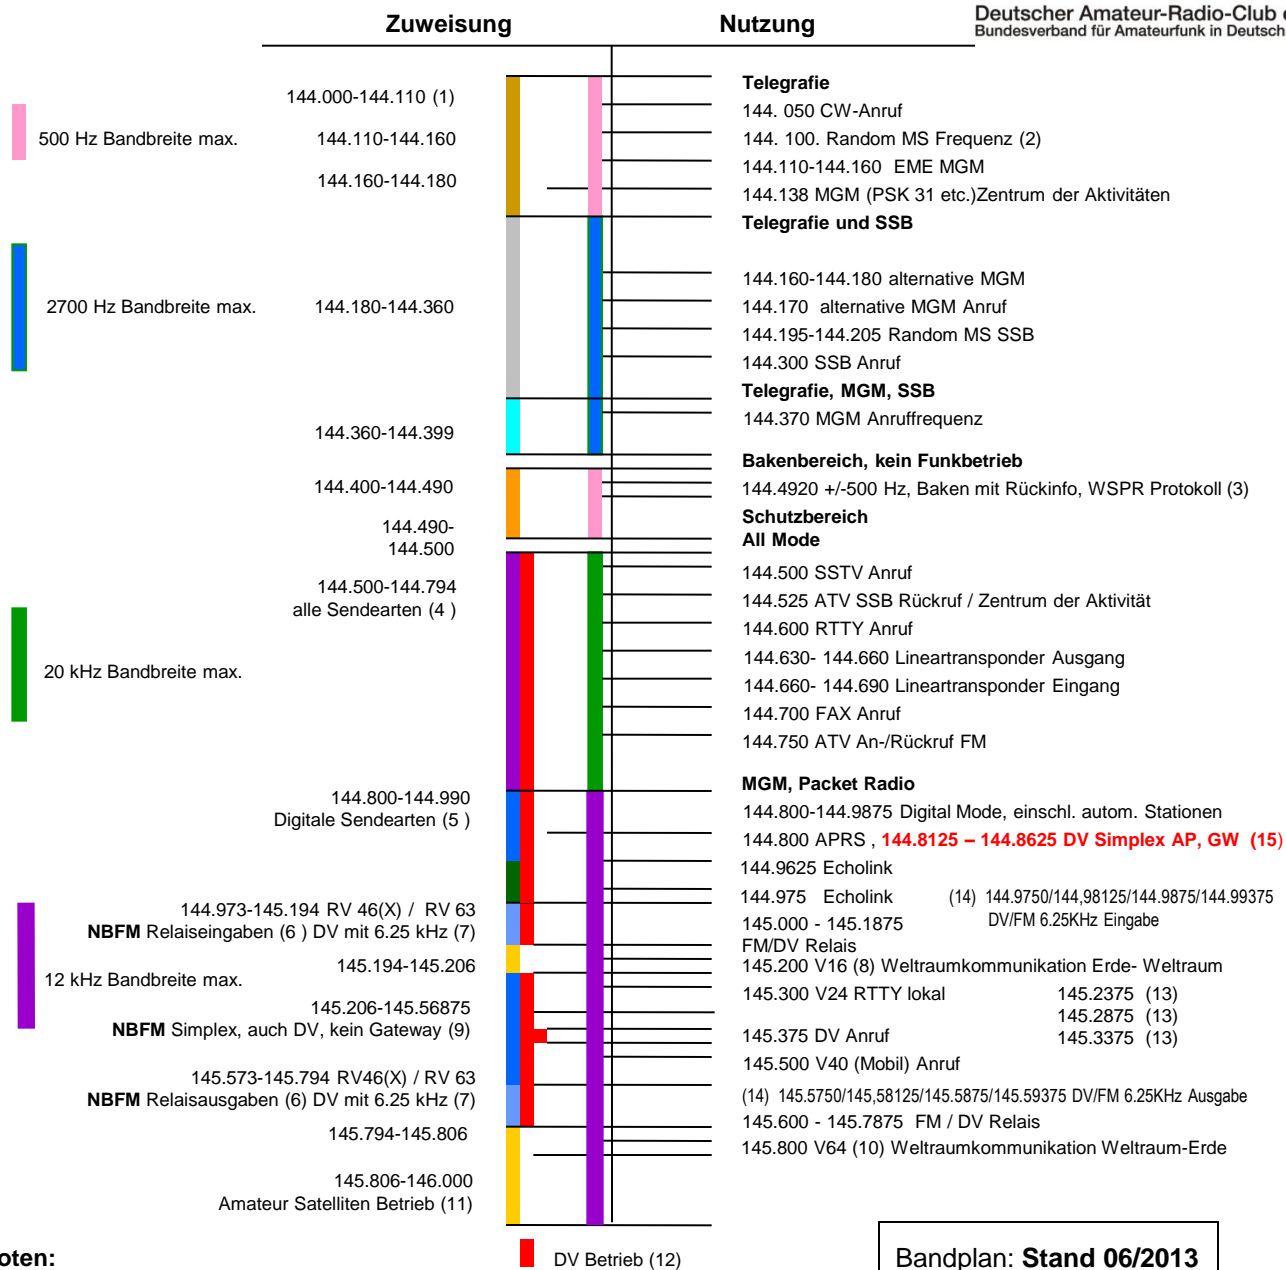 Zuweisung
Nutzung
Deutscher Amateur-Radio-Club
Bundesverband für Amateurfunk in Deutsch
500 Hz Bandbreite max.
2700 Hz Bandbreite max.
20 kHz Bandbreite max.
12 kHz Bandbreite max.
144.000-144.110 (1)
144.110-144.160
144.160-144.180
144.180-144.360
144.360-144.399
144.400-144.490
144.490-
144.500
144.500-144.794
alle Sendearten (4 )
144.800-144.990
Digitale Sendearten (5 )
144.973-145.194 RV 46(X) / RV 63
NBFM Relaiseingaben (6 ) DV mit 6.25 kHz (7)
145.194-145.206
145.206-145.56875
NBFM Simplex, auch DV, kein Gateway (9)
145.573-145.794 RV46(X) / RV 63
NBFM Relaisausgaben (6) DV mit 6.25 kHz (7)
145.794-145.806
145.806-146.000
Amateur Satelliten Betrieb (11)
Telegrafie
144. 050 CW-Anruf
144. 100. Random MS Frequenz (2)
144.110-144.160 EME MGM
144.138 MGM (PSK 31 etc.)Zentrum der Aktivitäten
Telegrafie und SSB
144.160-144.180 alternative MGM
144.170 alternative MGM Anruf
144.195-144.205 Random MS SSB
144.300 SSB Anruf
Telegrafie, MGM, SSB
144.370 MGM Anruffrequenz
Bakenbereich, kein Funkbetrieb
144.4920 +/-500 Hz, Baken mit Rückinfo, WSPR Protokoll (3)
Schutzbereich
All Mode
144.500 SSTV Anruf
144.525 ATV SSB Rückruf / Zentrum der Aktivität
144.600 RTTY Anruf
144.630- 144.660 Lineartransponder Ausgang
144.660- 144.690 Lineartransponder Eingang
144.700 FAX Anruf
144.750 ATV An-/Rückruf FM
MGM, Packet Radio
144.800-144.9875 Digital Mode, einschl. autom. Stationen
144.800 APRS , 144.8125 – 144.8625 DV Simplex AP, GW (15)
144.9625 Echolink
144.975 Echolink (14) 144.9750/144,98125/144.9875/144.99375
DV/FM 6.25KHz Eingabe
145.000 - 145.1875
FM/DV Relais
145.200 V16 (8) Weltraumkommunikation Erde- Weltraum
145.300 V24 RTTY lokal 145.2375 (13)
145.2875 (13)
145.375 DV Anruf 145.3375 (13)
145.500 V40 (Mobil) Anruf
(14) 145.5750/145,58125/145.5875/145.59375 DV/FM 6.25KHz Ausgabe
145.600 - 145.7875 FM / DV Relais
145.800 V64 (10) Weltraumkommunikation Weltraum-Erde
oten:
DV Betrieb (12)
Bandplan: Stand 06/2013